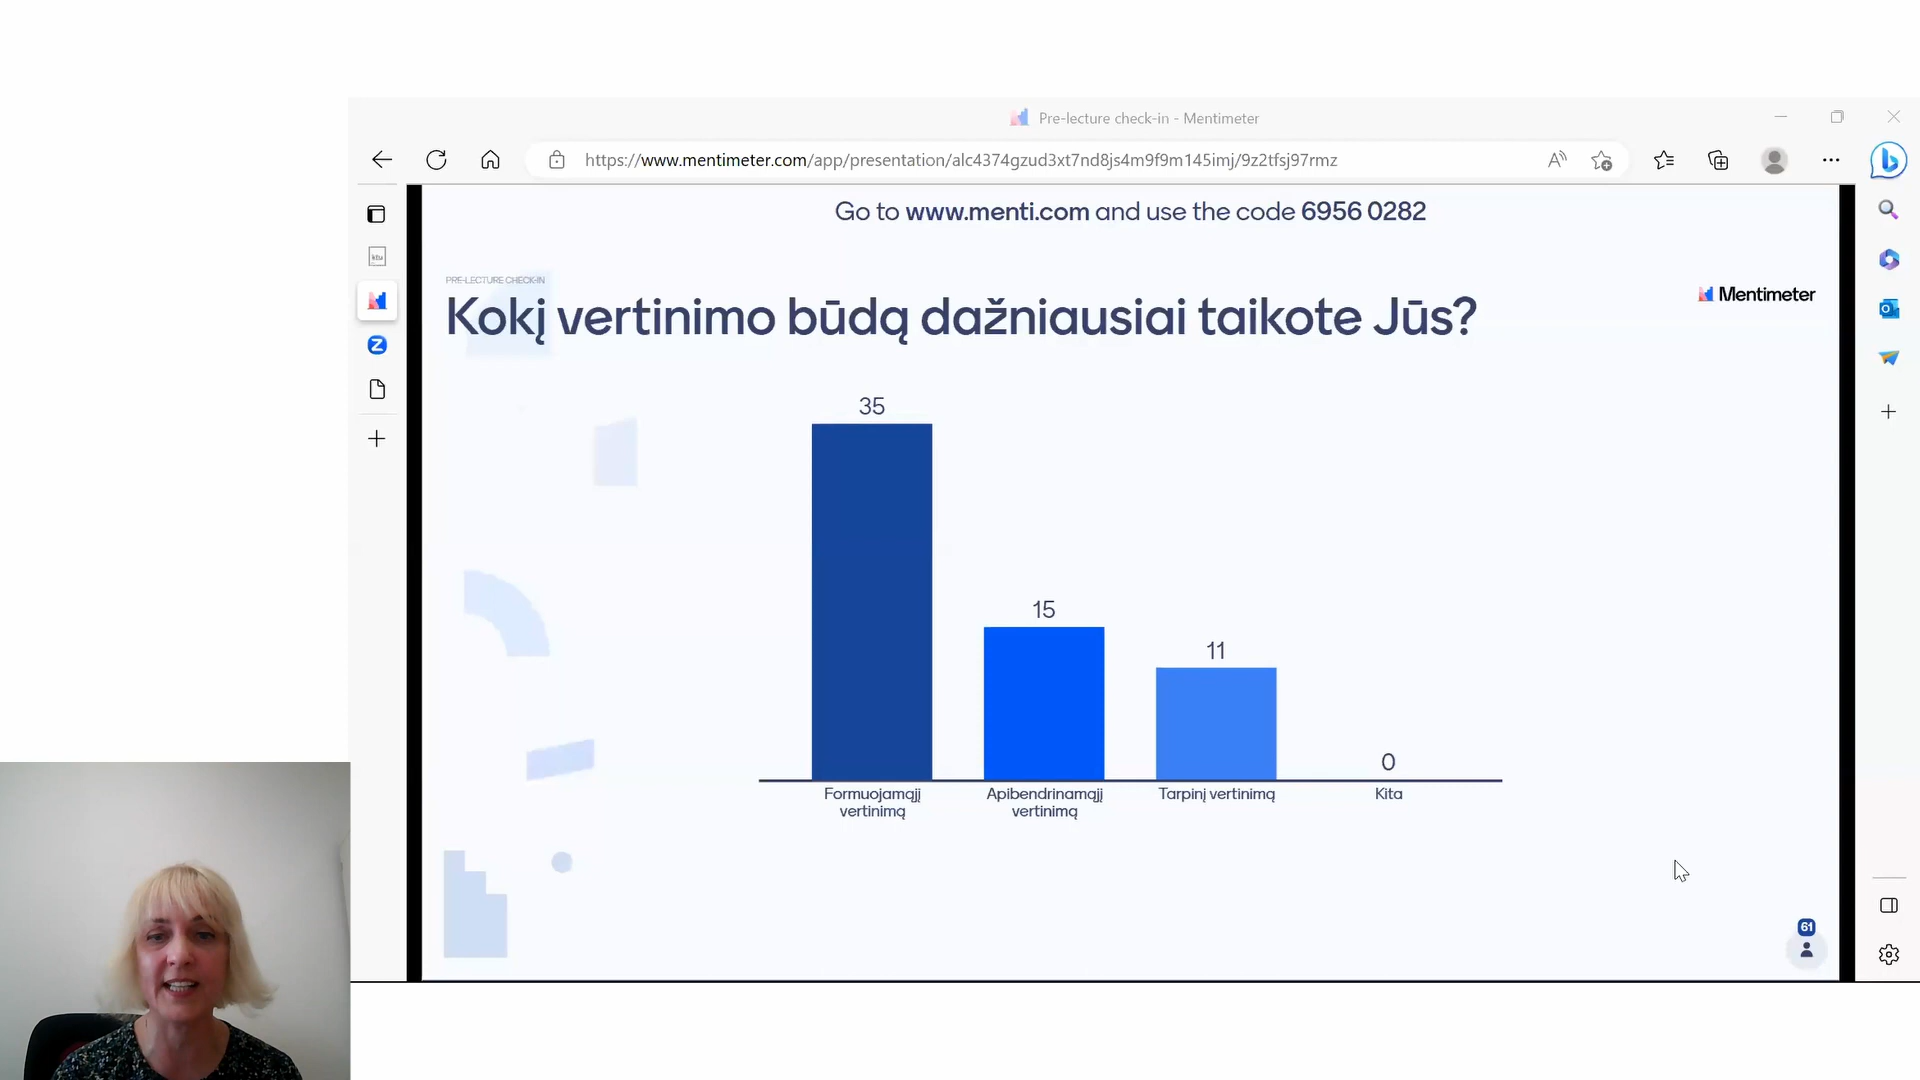 Pre-lecture check-in - Mentimeter
https://www.mentimeter.com/app/presentation/alc4374gzud3xt7nd8js4m9f9m145imj/9z2tfsj97rmz
Go to www.menti.com and use the code 6956 0282
ktu
PRE-LECTURE CHECK-IN
Mentimeter
Kokį vertinimo būdą dažniausiai taikote Jūs?
35
15
11
0
Formuojamąjį
vertinimą
Apibendrinamąjį
vertinimą
Tarpinį vertinimą
Kita
61